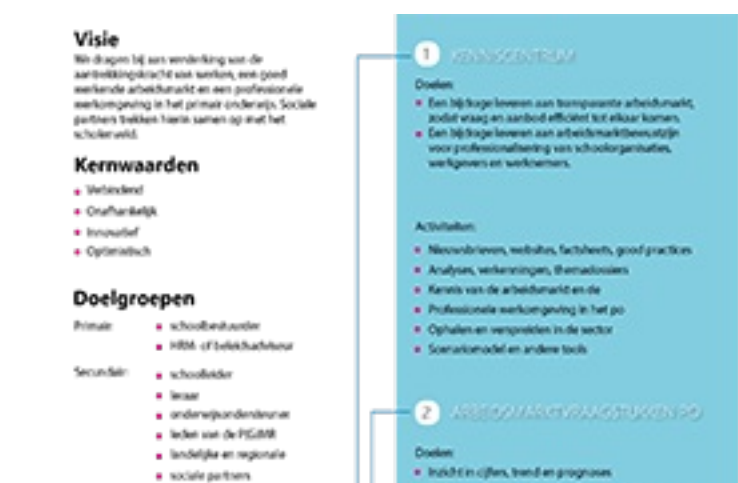 Visie
We dragen bij aan versterking van de
aantrekkingskracht van werken, een goed
werkende arbeidsmarkt en een professionele
werkomgeving in het primair onderwijs. Sociale
partners trekken hierin samen op met het
scholenveld.
Kernwaarden
Verbindend
Onafhankelijk
Innovatief
Optimistisch
Doelgroepen
Primair:
schoolbestuurder
HRM- of beleidsadviseur
Secundair:
schoolleider
leraar
onderwijsondersteuner
leden van de P(G)MR
landelijke en regionale
sociale partners
1 KENNISCENTRUM
Doelen:
Een bijdrage leveren aan transparante arbeidsmarkt,
zodat vraag en aanbod efficiënt tot elkaar komen.
Een bijdrage leveren aan arbeidsmarktbewustzijn
voor professionalisering van schoolorganisaties,
werkgevers en werknemers.
Activiteiten:
Nieuwsbrieven, websites, factsheets, good practices
Analyses, verkenningen, themadossiers
Kennis van de arbeidsmarkt en de
Professionele werkomgeving in het po
Ophalen en verspreiden in de sector
Scenariomodel en andere tools
2 ARBEIDSMARKTVRAAGSTUKKEN PO
Doelen:
Inzicht in cijfers, trend en prognoses